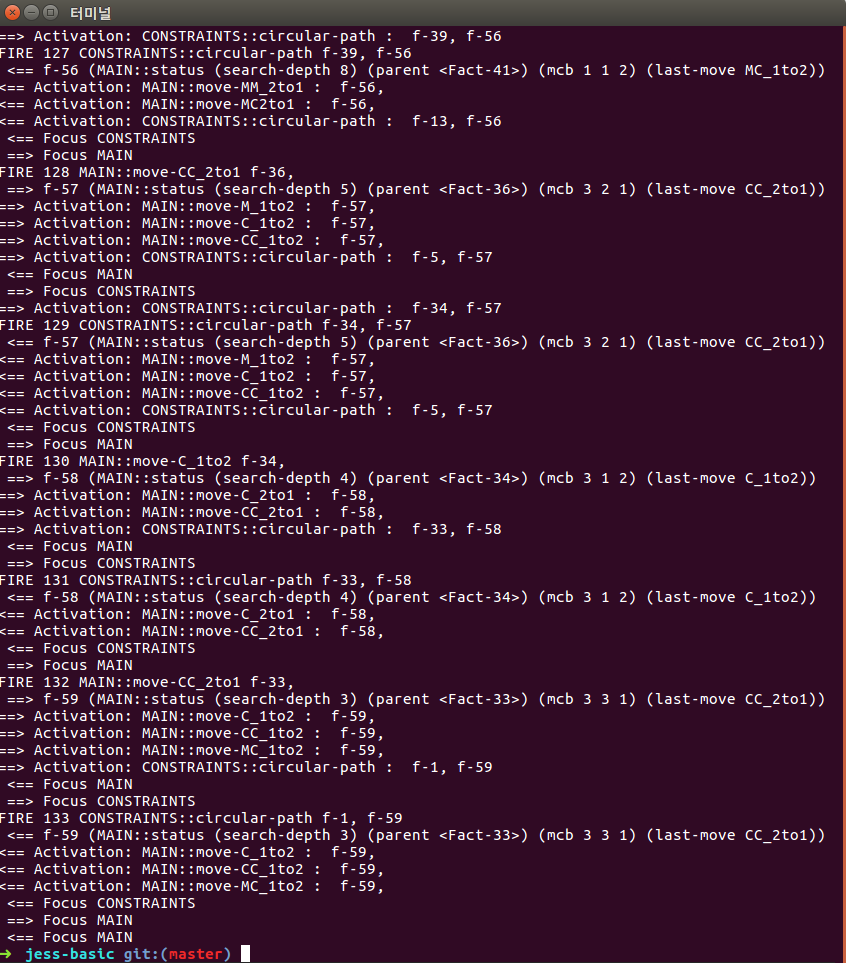 터미널
==> Activation: CONSTRAINTS::circular-path :  f-39, f-56
FIRE 127 CONSTRAINTS::circular-path f-39, f-56
 <== f-56 (MAIN::status (search-depth 8) (parent <Fact-41>) (mcb 1 1 2) (last-move MC_1to2))
<== Activation: MAIN::move-MM_2to1 :  f-56,
<== Activation: MAIN::move-MC2to1 :  f-56,
<== Activation: CONSTRAINTS::circular-path :  f-13, f-56
 <== Focus CONSTRAINTS
 ==> Focus MAIN
FIRE 128 MAIN::move-CC_2to1 f-36,
 ==> f-57 (MAIN::status (search-depth 5) (parent <Fact-36>) (mcb 3 2 1) (last-move CC_2to1))
==> Activation: MAIN::move-M_1to2 :  f-57,
==> Activation: MAIN::move-C_1to2 :  f-57,
==> Activation: MAIN::move-CC_1to2 :  f-57,
==> Activation: CONSTRAINTS::circular-path :  f-5, f-57
 <== Focus MAIN
 ==> Focus CONSTRAINTS
==> Activation: CONSTRAINTS::circular-path :  f-34, f-57
FIRE 129 CONSTRAINTS::circular-path f-34, f-57
 <== f-57 (MAIN::status (search-depth 5) (parent <Fact-36>) (mcb 3 2 1) (last-move CC_2to1))
<== Activation: MAIN::move-M_1to2 :  f-57,
<== Activation: MAIN::move-C_1to2 :  f-57,
<== Activation: MAIN::move-CC_1to2 :  f-57,
<== Activation: CONSTRAINTS::circular-path :  f-5, f-57
 <== Focus CONSTRAINTS
 ==> Focus MAIN
FIRE 130 MAIN::move-C_1to2 f-34,
 ==> f-58 (MAIN::status (search-depth 4) (parent <Fact-34>) (mcb 3 1 2) (last-move C_1to2))
==> Activation: MAIN::move-C_2to1 :  f-58,
==> Activation: MAIN::move-CC_2to1 :  f-58,
==> Activation: CONSTRAINTS::circular-path :  f-33, f-58
 <== Focus MAIN
 ==> Focus CONSTRAINTS
FIRE 131 CONSTRAINTS::circular-path f-33, f-58
 <== f-58 (MAIN::status (search-depth 4) (parent <Fact-34>) (mcb 3 1 2) (last-move C_1to2))
<== Activation: MAIN::move-C_2to1 :  f-58,
<== Activation: MAIN::move-CC_2to1 :  f-58,
 <== Focus CONSTRAINTS
 ==> Focus MAIN
FIRE 132 MAIN::move-CC_2to1 f-33,
 ==> f-59 (MAIN::status (search-depth 3) (parent <Fact-33>) (mcb 3 3 1) (last-move CC_2to1))
==> Activation: MAIN::move-C_1to2 :  f-59,
==> Activation: MAIN::move-CC_1to2 :  f-59,
==> Activation: MAIN::move-MC_1to2 :  f-59,
==> Activation: CONSTRAINTS::circular-path :  f-1, f-59
 <== Focus MAIN
 ==> Focus CONSTRAINTS
FIRE 133 CONSTRAINTS::circular-path f-1, f-59
 <== f-59 (MAIN::status (search-depth 3) (parent <Fact-33>) (mcb 3 3 1) (last-move CC_2to1))
<== Activation: MAIN::move-C_1to2 :  f-59,
<== Activation: MAIN::move-CC_1to2 :  f-59,
<== Activation: MAIN::move-MC_1to2 :  f-59,
 <== Focus CONSTRAINTS
 ==> Focus MAIN
 <== Focus MAIN
➜  jess-basic git:(master)